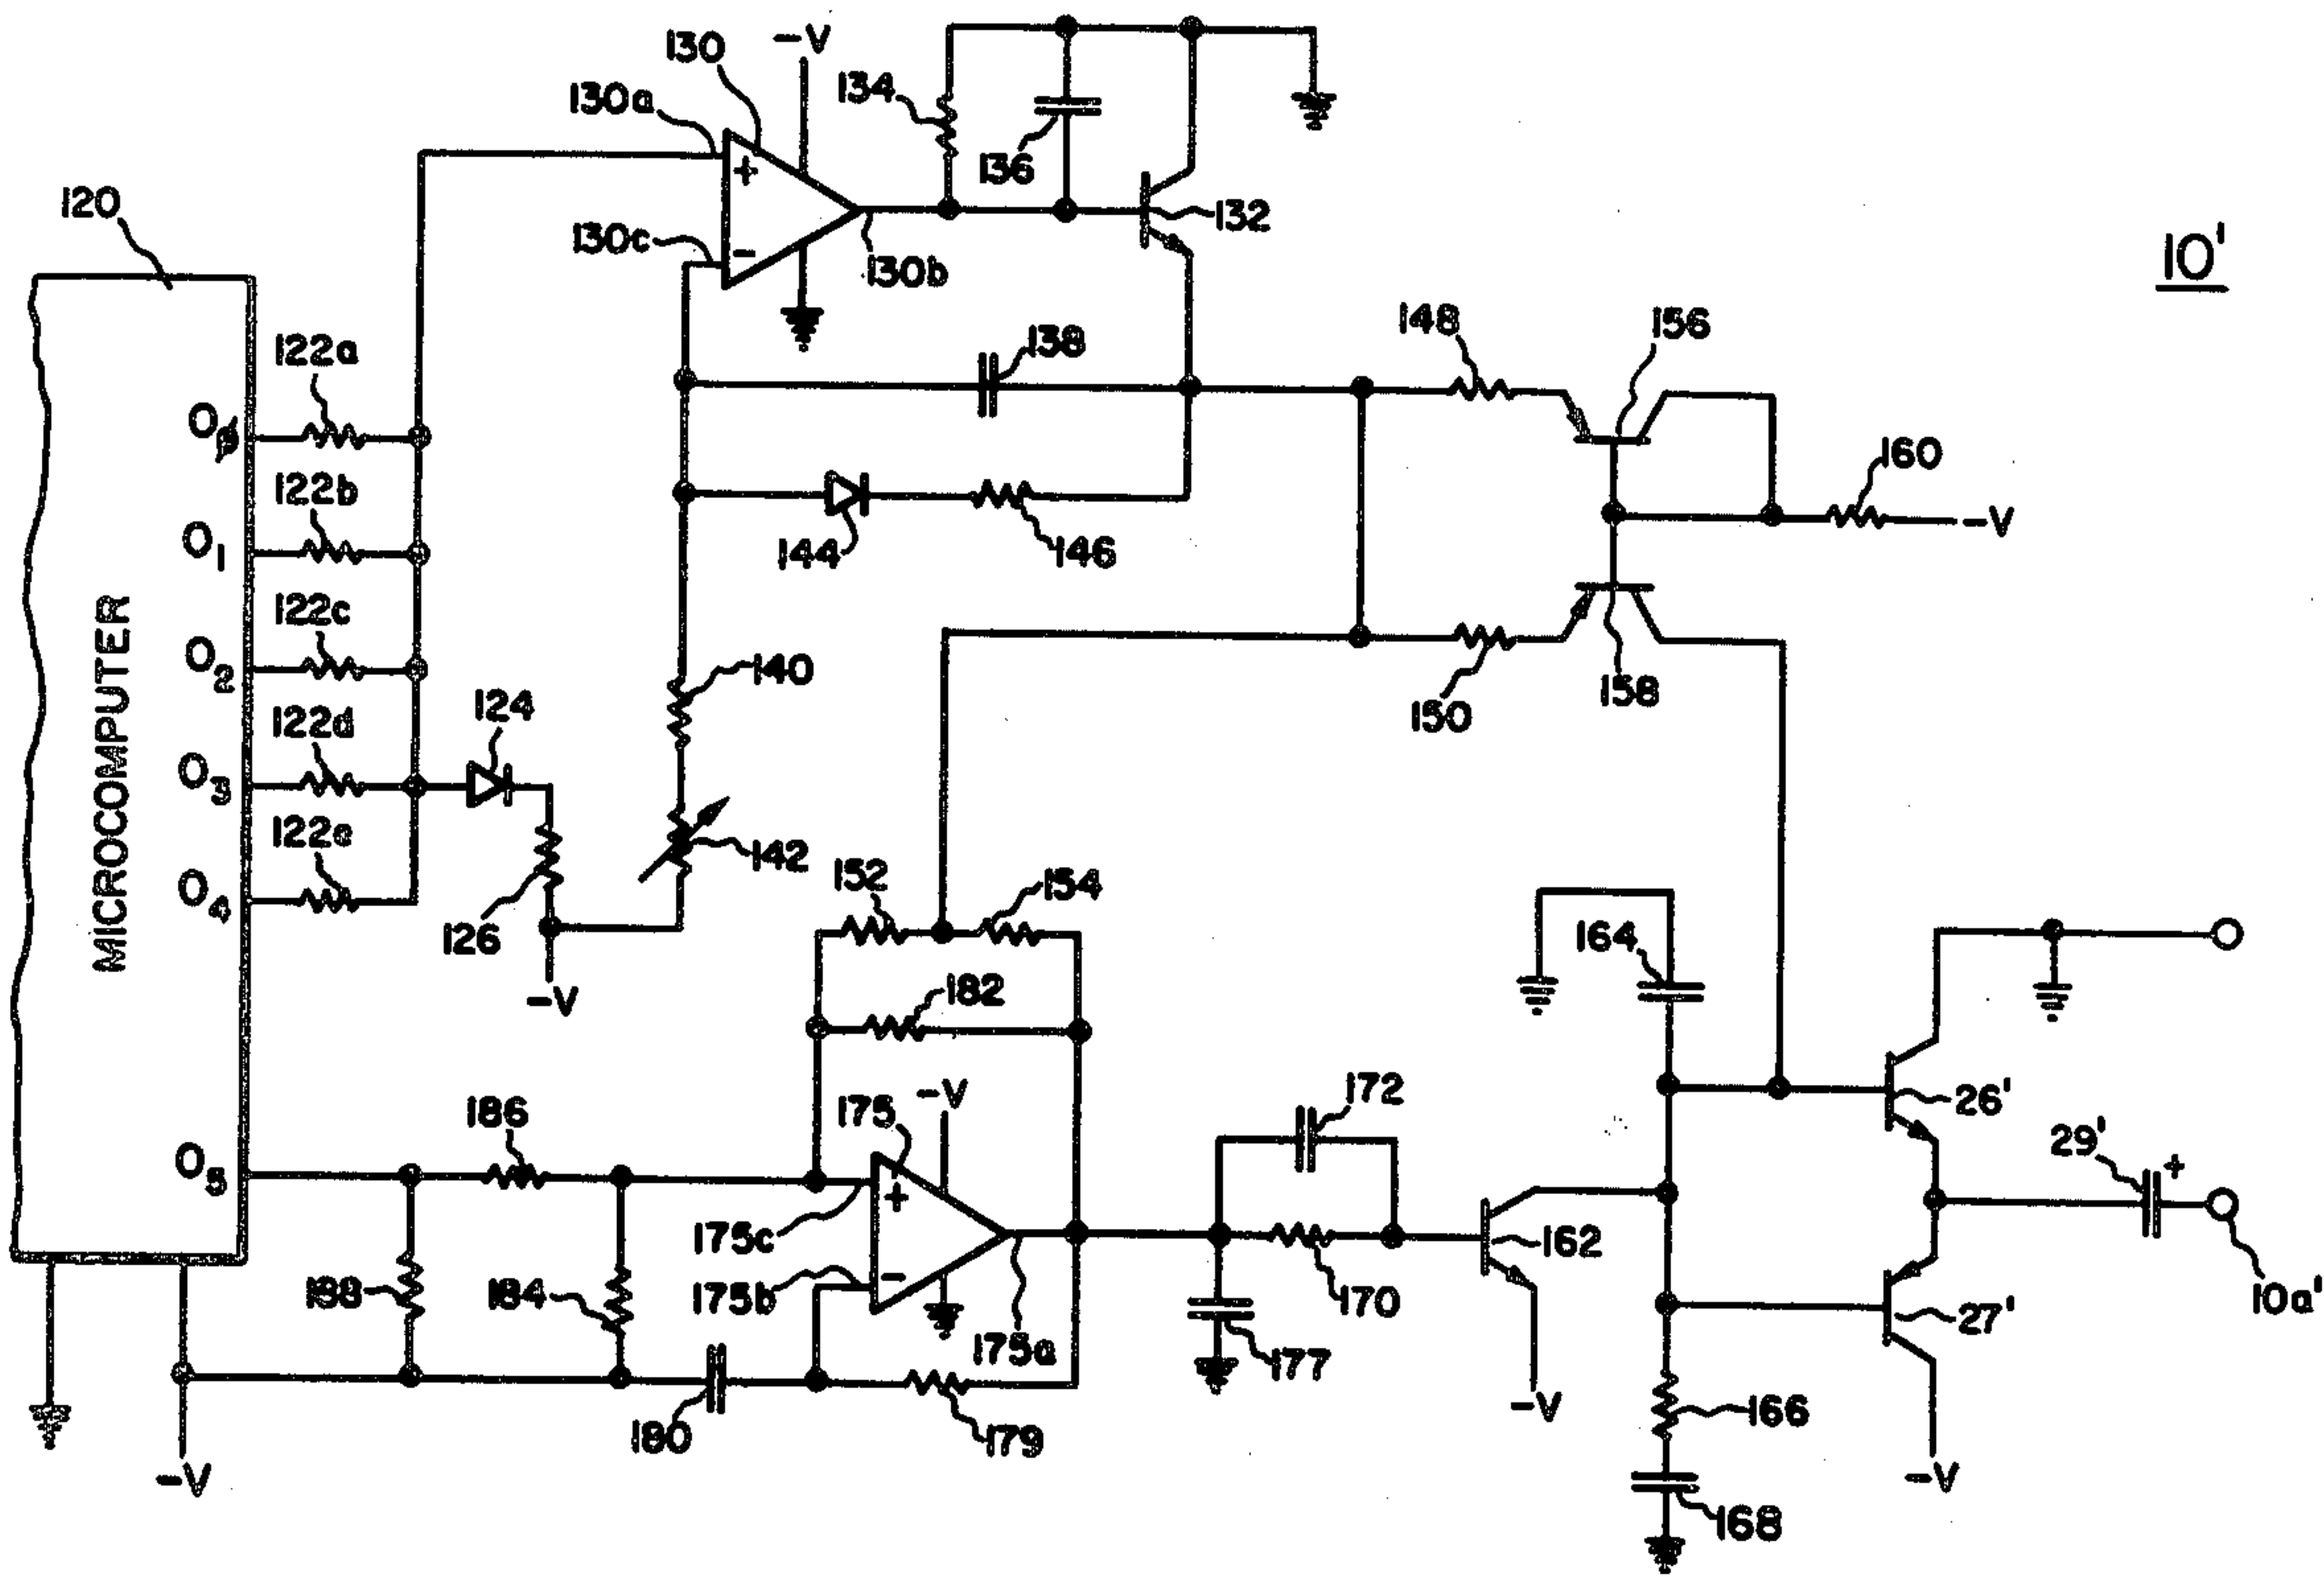 130
-V
134
130a
136
120
132
130c
130b
10'
138
148
156
122a
O∅
160
122b
-V
O1
144
146
122c
O2
140
158
150
124
122d
O3
MICROCOMPUTER
142
122e
152
154
O4
126
164
182
-V
172
-V
175
26'
186
29'
+
O5
+
175c
162
-
175b
188
184
170
10a'
27'
175a
177
-V
166
180
179
-V
-V
168
+
-